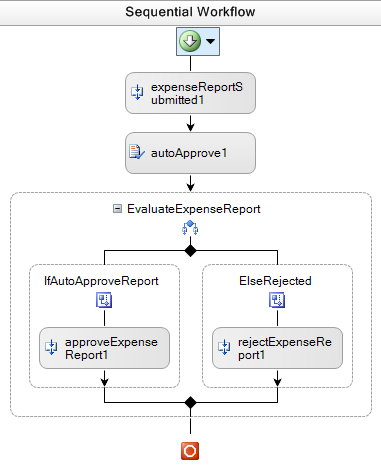 Sequential Workflow
expenseReportS
ubmitted1
autoApprove1
EvaluateExpenseReport
IfAutoApproveReport
ElseRejected
approveExpense
Report1
rejectExpenseRe
port1